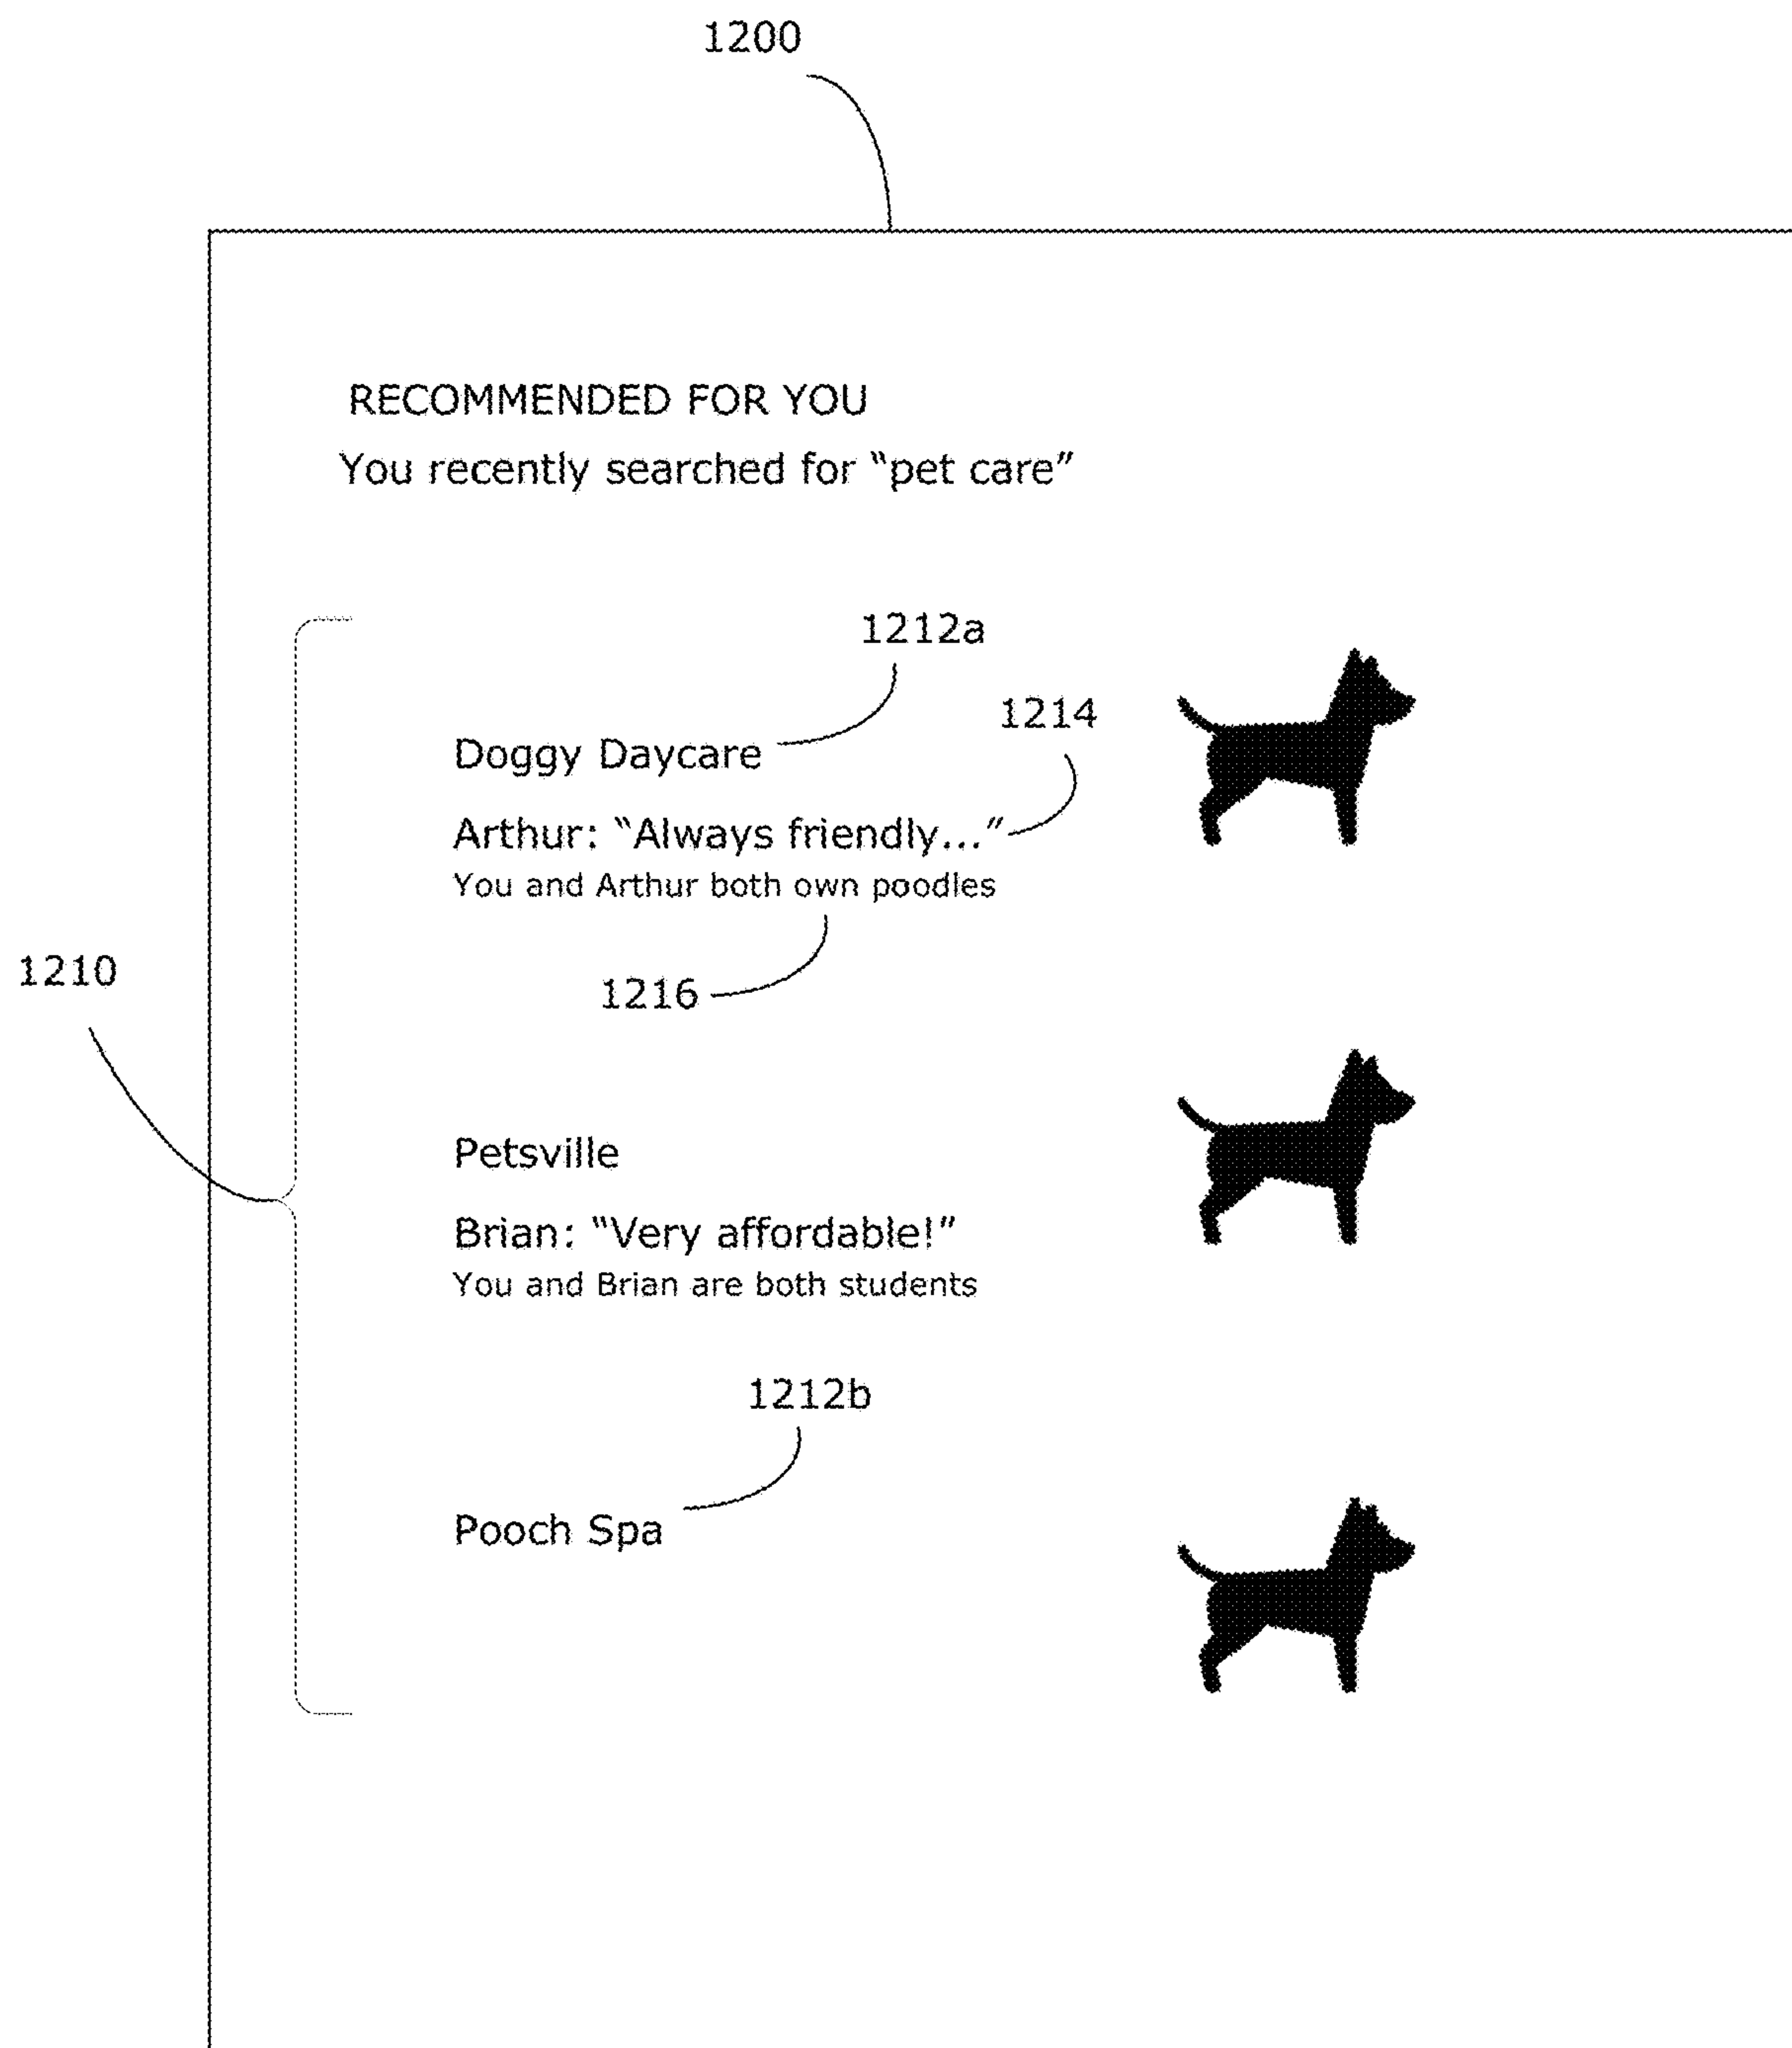 1200
RECOMMENDED FOR YOU
You recently searched for “pet care”
1212a
1214
Doggy Daycare
Arthur: “Always friendly...”
You and Arthur both own poodles
1210
1216
Petsville
Brian: “Very affordable!”
You and Brian are both students
1212b
Pooch Spa